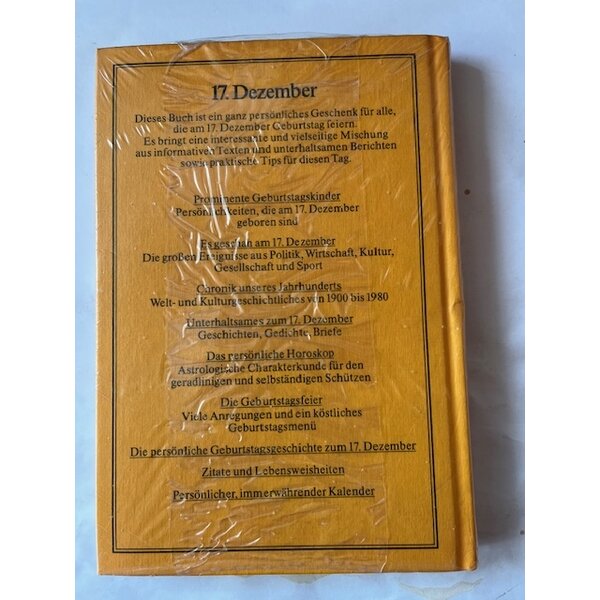 17. Dezember
Dieses Buch ist ein ganz persönliches Geschenk für alle,
die am 17. Dezember Geburtstag feiern.
Es bringt eine interessante und vielseitige Mischung
aus informativen Texten und unterhaltsamen Berichten
sowie praktische Tips für diesen Tag.
Prominente Geburtstagskinder
Persönlichkeiten, die am 17. Dezember
geboren sind
Es geschah am 17. Dezember
Die großen Ereignisse aus Politik, Wirtschaft, Kultur,
Gesellschaft und Sport
Chronik unseres Jahrhunderts
Welt- und Kulturgeschichtliches von 1900 bis 1980
Unterhaltsames zum 17. Dezember
Geschichten, Gedichte, Briefe
Das persönliche Horoskop
Astrologische Charakterkunde für den
geradlinigen und selbständigen Schützen
Die Geburtstagsfeier
Viele Anregungen und ein köstliches
Geburtstagsmenü
Die persönliche Geburtstagsgeschichte zum 17. Dezember
Zitate und Lebensweisheiten
Persönlicher, immerwährender Kalender